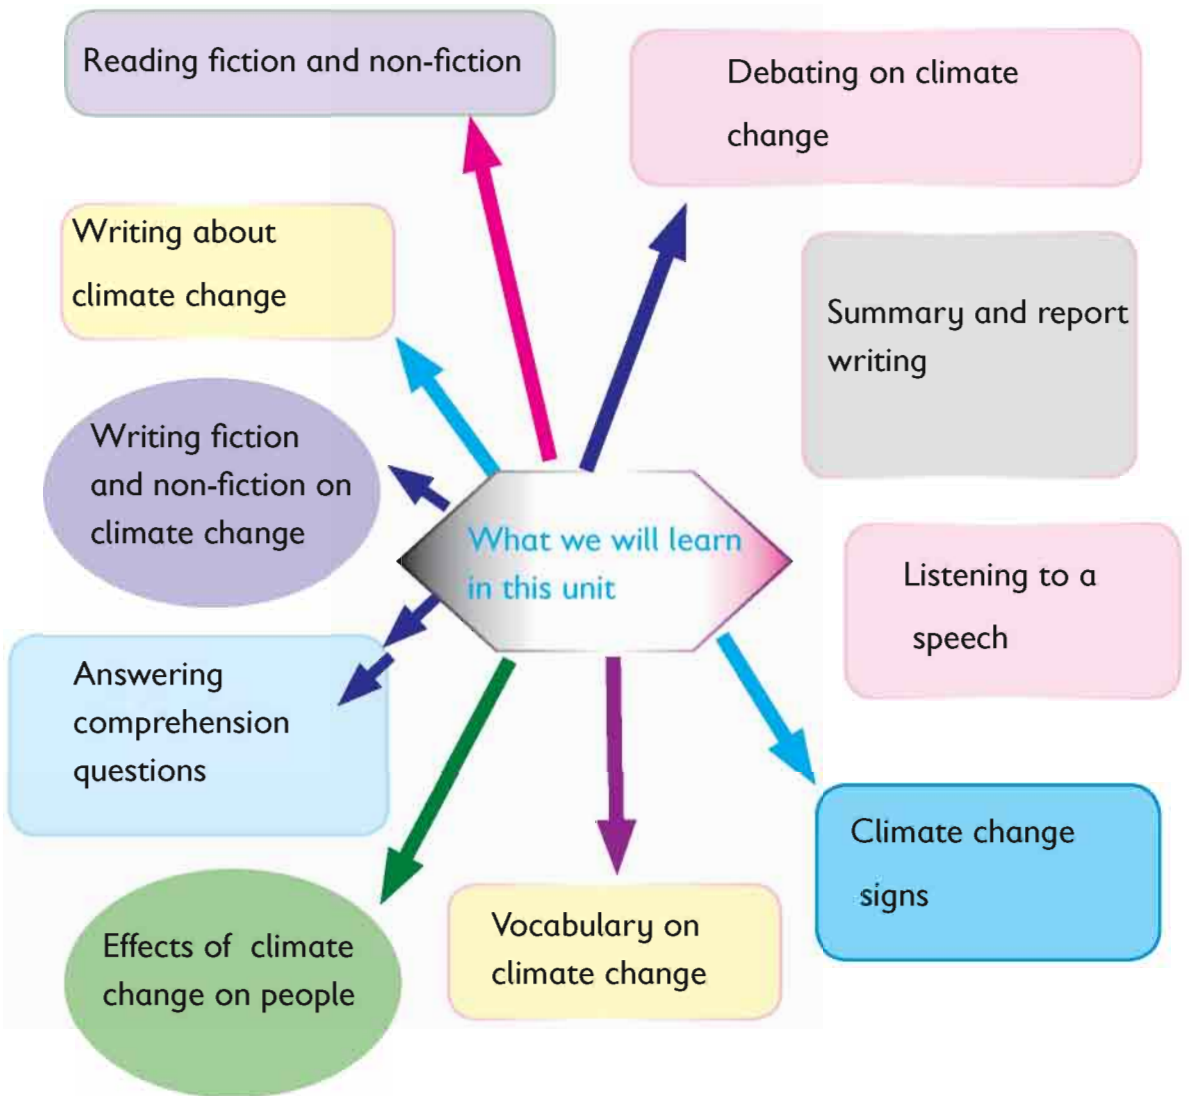 Reading fiction and non-fiction
Debating on climate
change
Writing about
climate change
Summary and report
writing
Writing fiction
and non-fiction on
climate change
What we will learn
in this unit
Listening to a
speech
Answering
comprehension
questions
Climate change
signs
Effects of climate
change on people
Vocabulary on
climate change